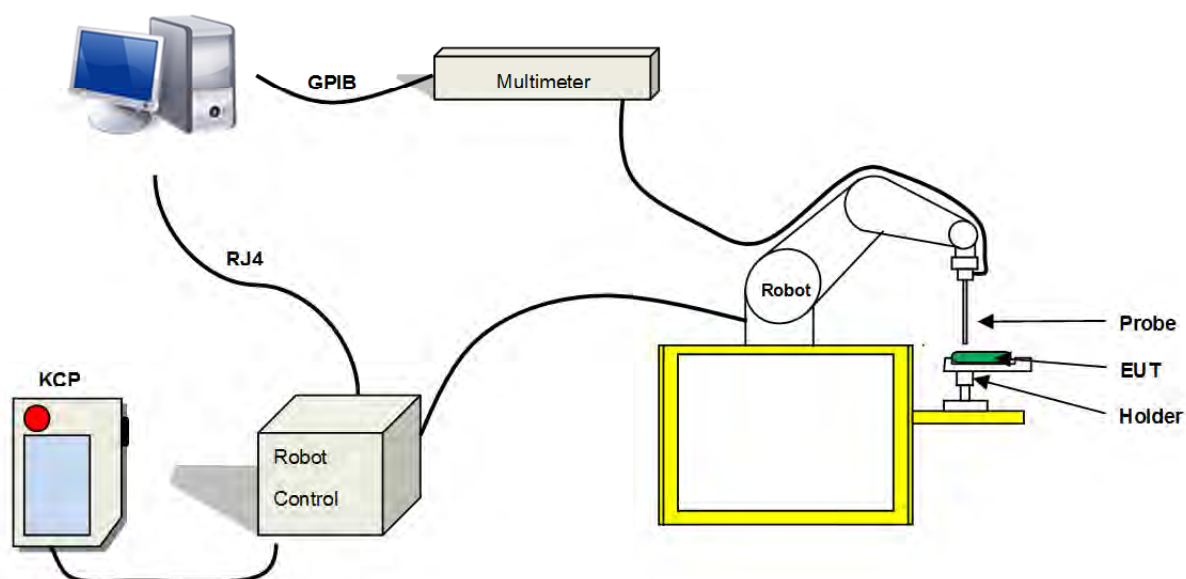 GPIB
Multimeter
RJ4
Robot
Probe
EUT
Holder
KCP
Robot
Control